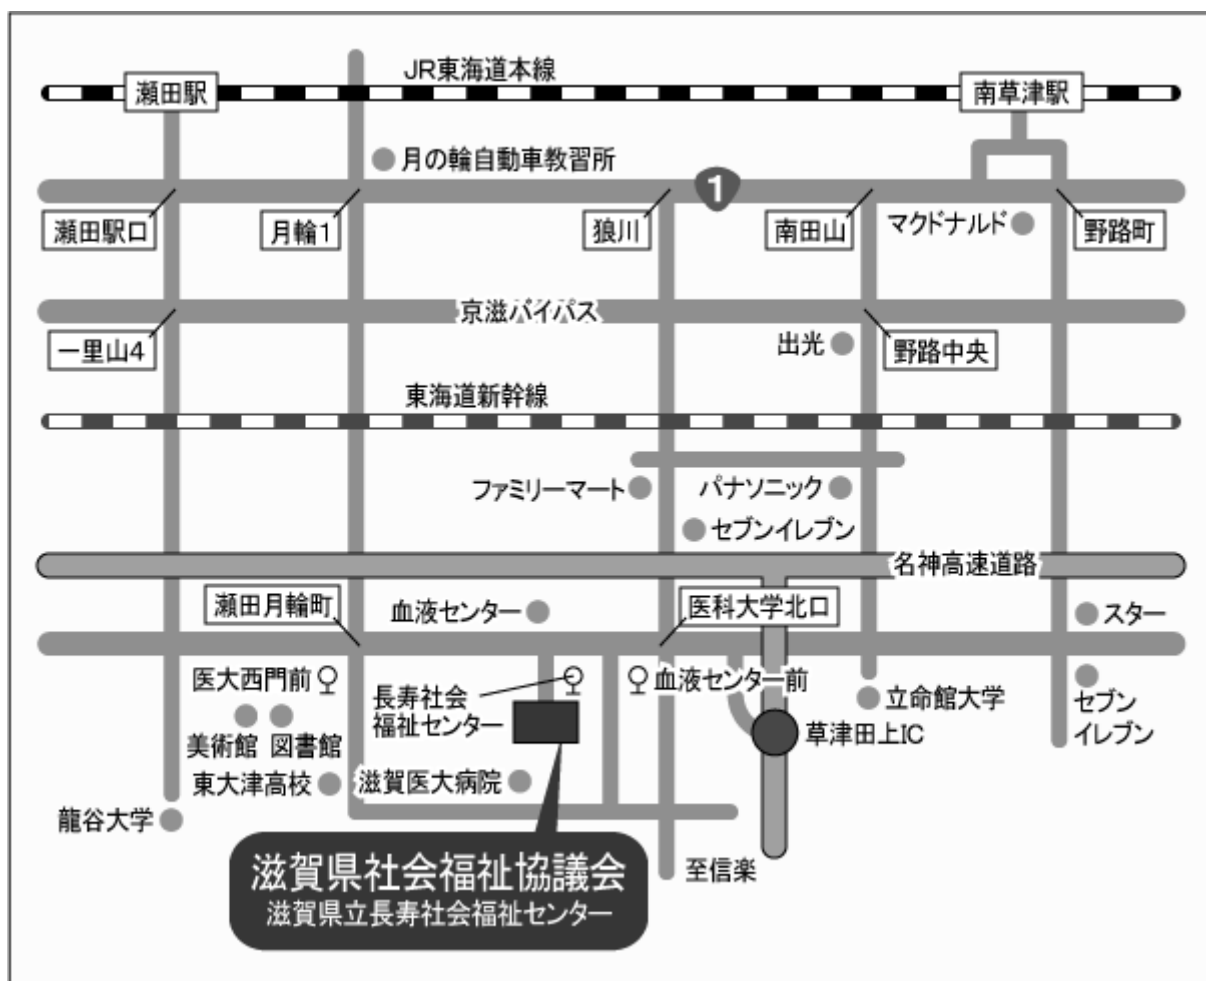 JR東海道本線
瀬田駅
南草津駅
月の輪自動車教習所
1
瀬田駅口
月輪1
狼川
南田山
マクドナルド
野路町
京滋バイパス
一里山4
出光
野路中央
東海道新幹線
ファミリーマート
パナソニック
セブンイレブン
名神高速道路
瀬田月輪町
血液センター
医科大学北口
スター
医大西門前
長寿社会
福祉センター
血液センター前
立命館大学
セブン
イレブン
美術館
図書館
草津田上IC
東大津高校
滋賀医大病院
龍谷大学
至信楽
滋賀県社会福祉協議会
滋賀県立長寿社会福祉センター